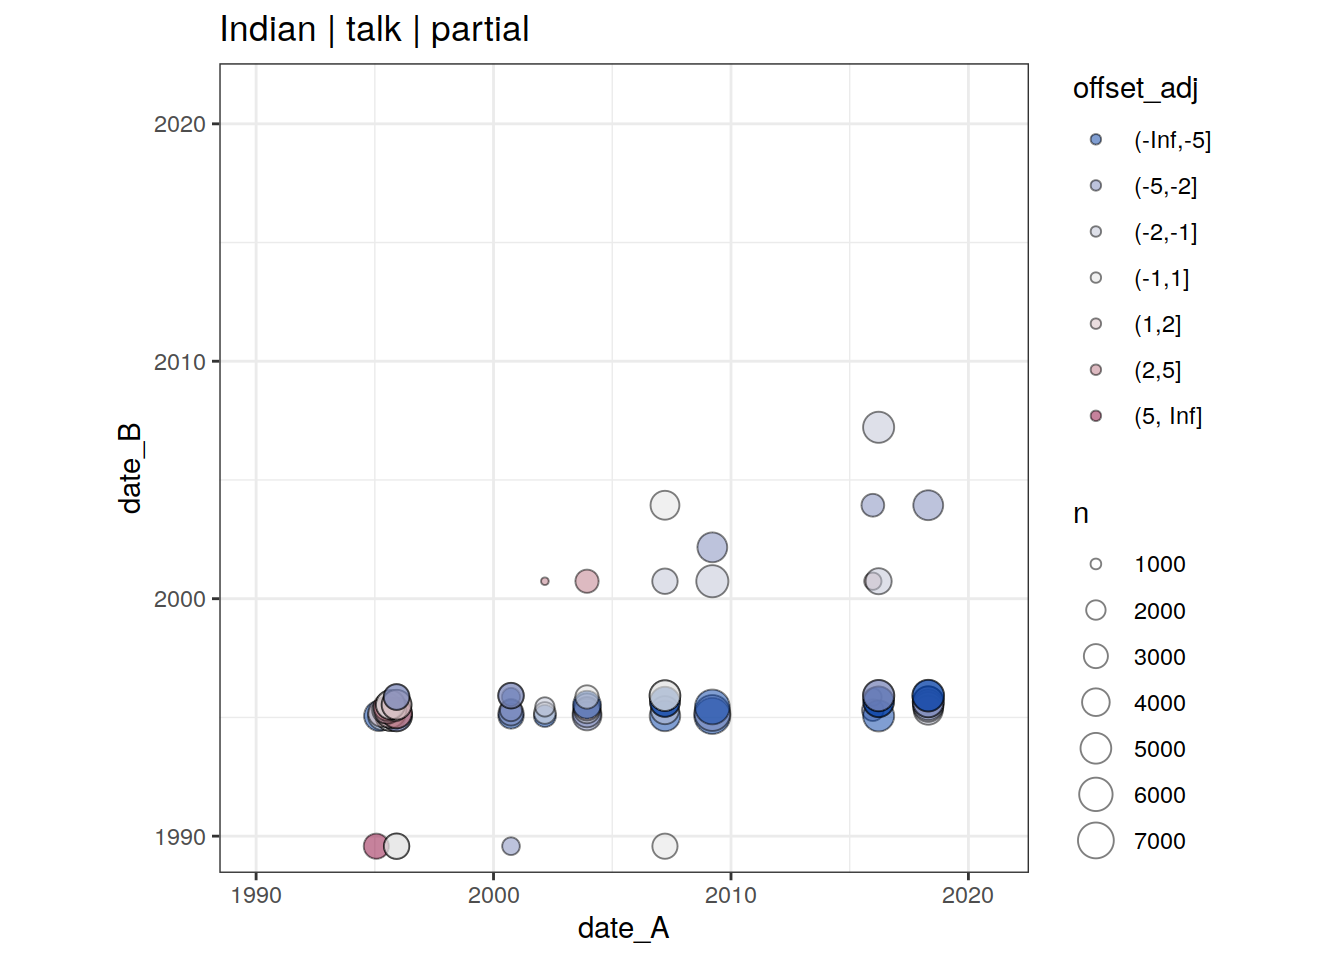 Indian | talk | partial
2020
2010
2000
1990
date_B
1990
2000
2010
2020
date_A
offset_adj
(-Inf,-5]
(-5,-2]
(-2,-1]
(-1,1]
(1,2]
(2,5]
(5, Inf]
n
1000
2000
3000
4000
5000
6000
7000